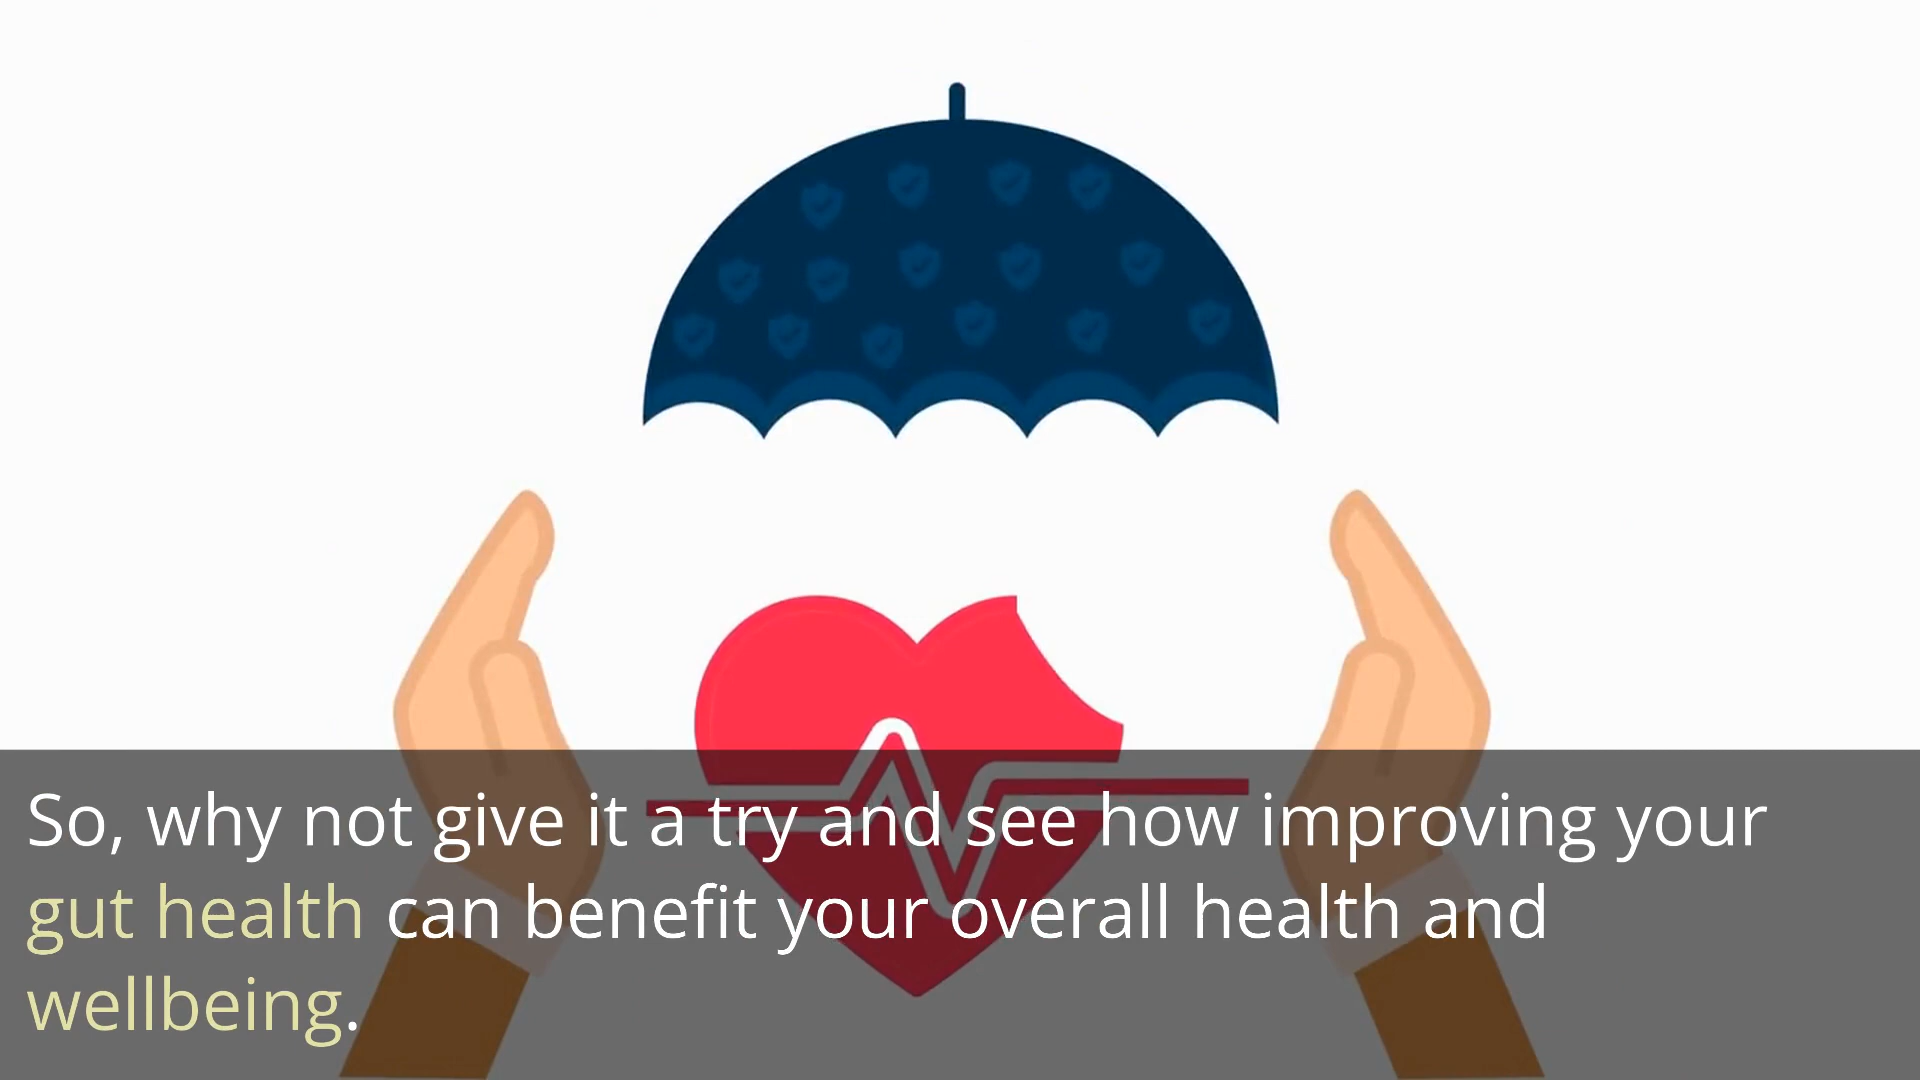 So, why not give it a try and see how improving your
gut health can benefit your overall health and
wellbeing.